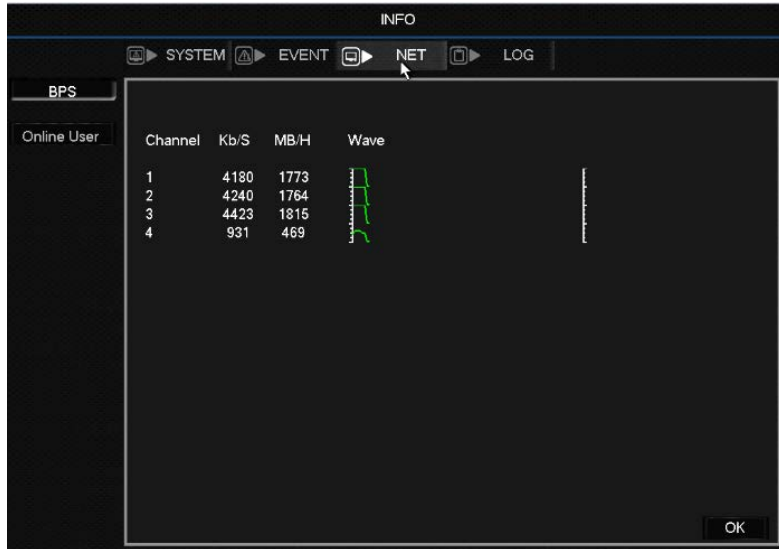 INFO
SYSTEM EVENT NET LOG
BPS
Online User
Channel Kb/S MB/H Wave
1 4180 1773
2 4240 1764
3 4423 1815
4 931 469
OK